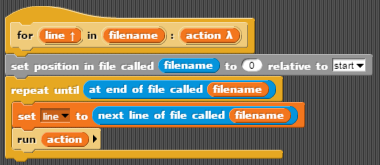 for line ↑ in filename : action λ
set position in file called filename to 0 relative to start
repeat until at end of file called filename
set line to next line of file called filename
run action